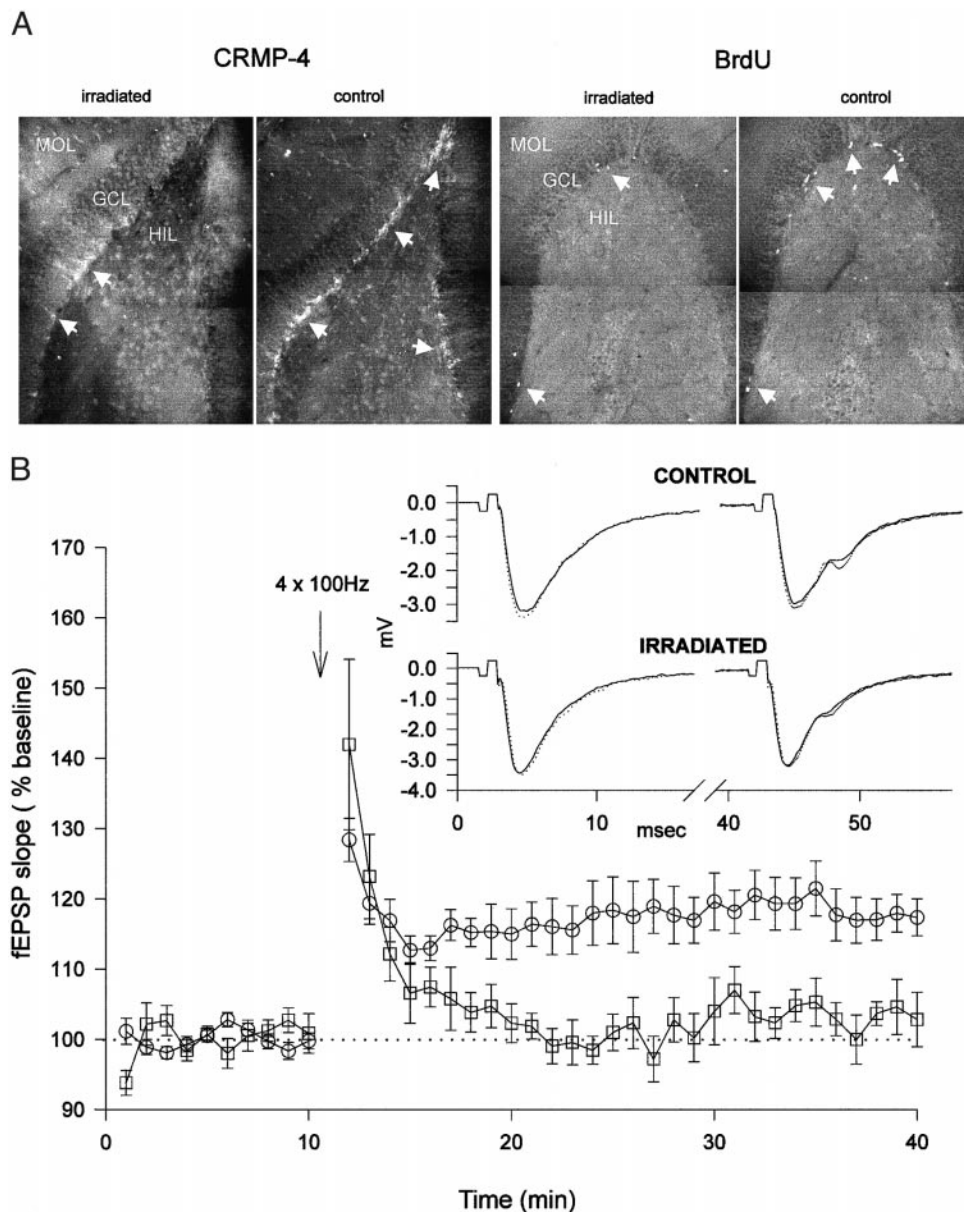 A
CRMP-4
BrdU
irradiated
control
irradiated
control
MOL
GCL
HIL
MOL
GCL
HIL
B
CONTROL
0.0
-1.0
-2.0
-3.0
mV
IRRADIATED
0.0
-1.0
-2.0
-3.0
-4.0
0
10
msec
40
50
4 x 100Hz
fEPSP slope ( % baseline)
170
160
150
140
130
120
110
100
90
0
10
20
30
40
Time (min)